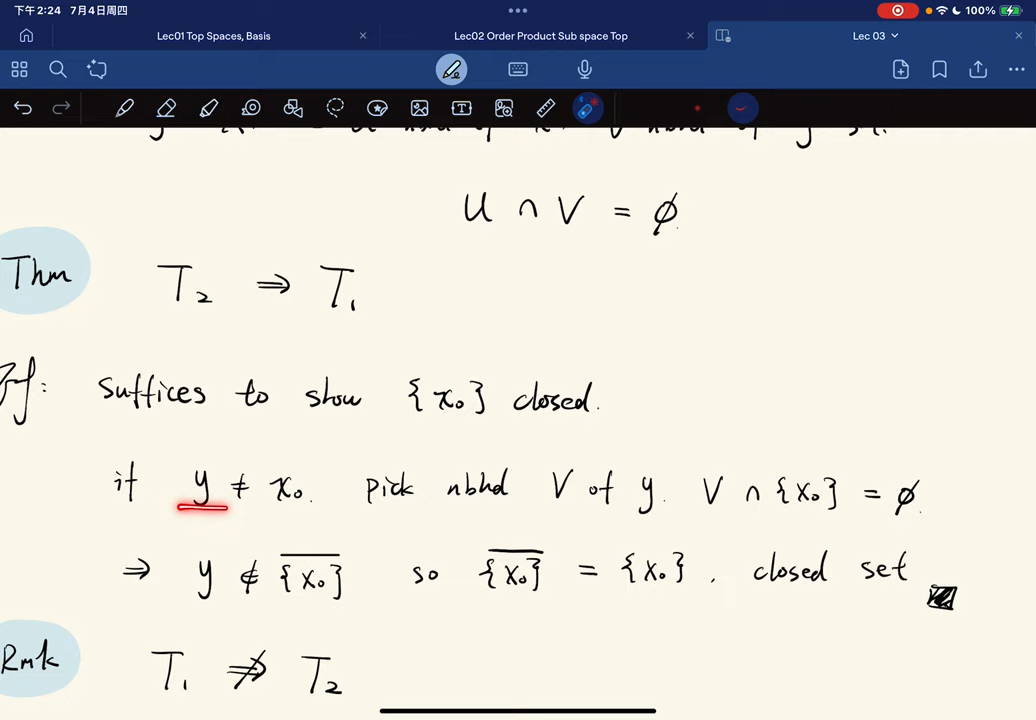 下午2:24 7月4日周四
100%
Lec01 Top Spaces, Basis
Lec02 Order Product Sub space Top
Lec 03
U ∩ V = ∅
Thm T₂ ⇒ T₁
Pf: Suffices to show {x₀} closed.
if y ≠ x₀. pick nbhd V of y. V ∩ {x₀} = ∅.
⇒ y ∉ \overline{{x₀}} so \overline{{x₀}} = {x₀}, closed set
Rmk T₁ ⇏ T₂